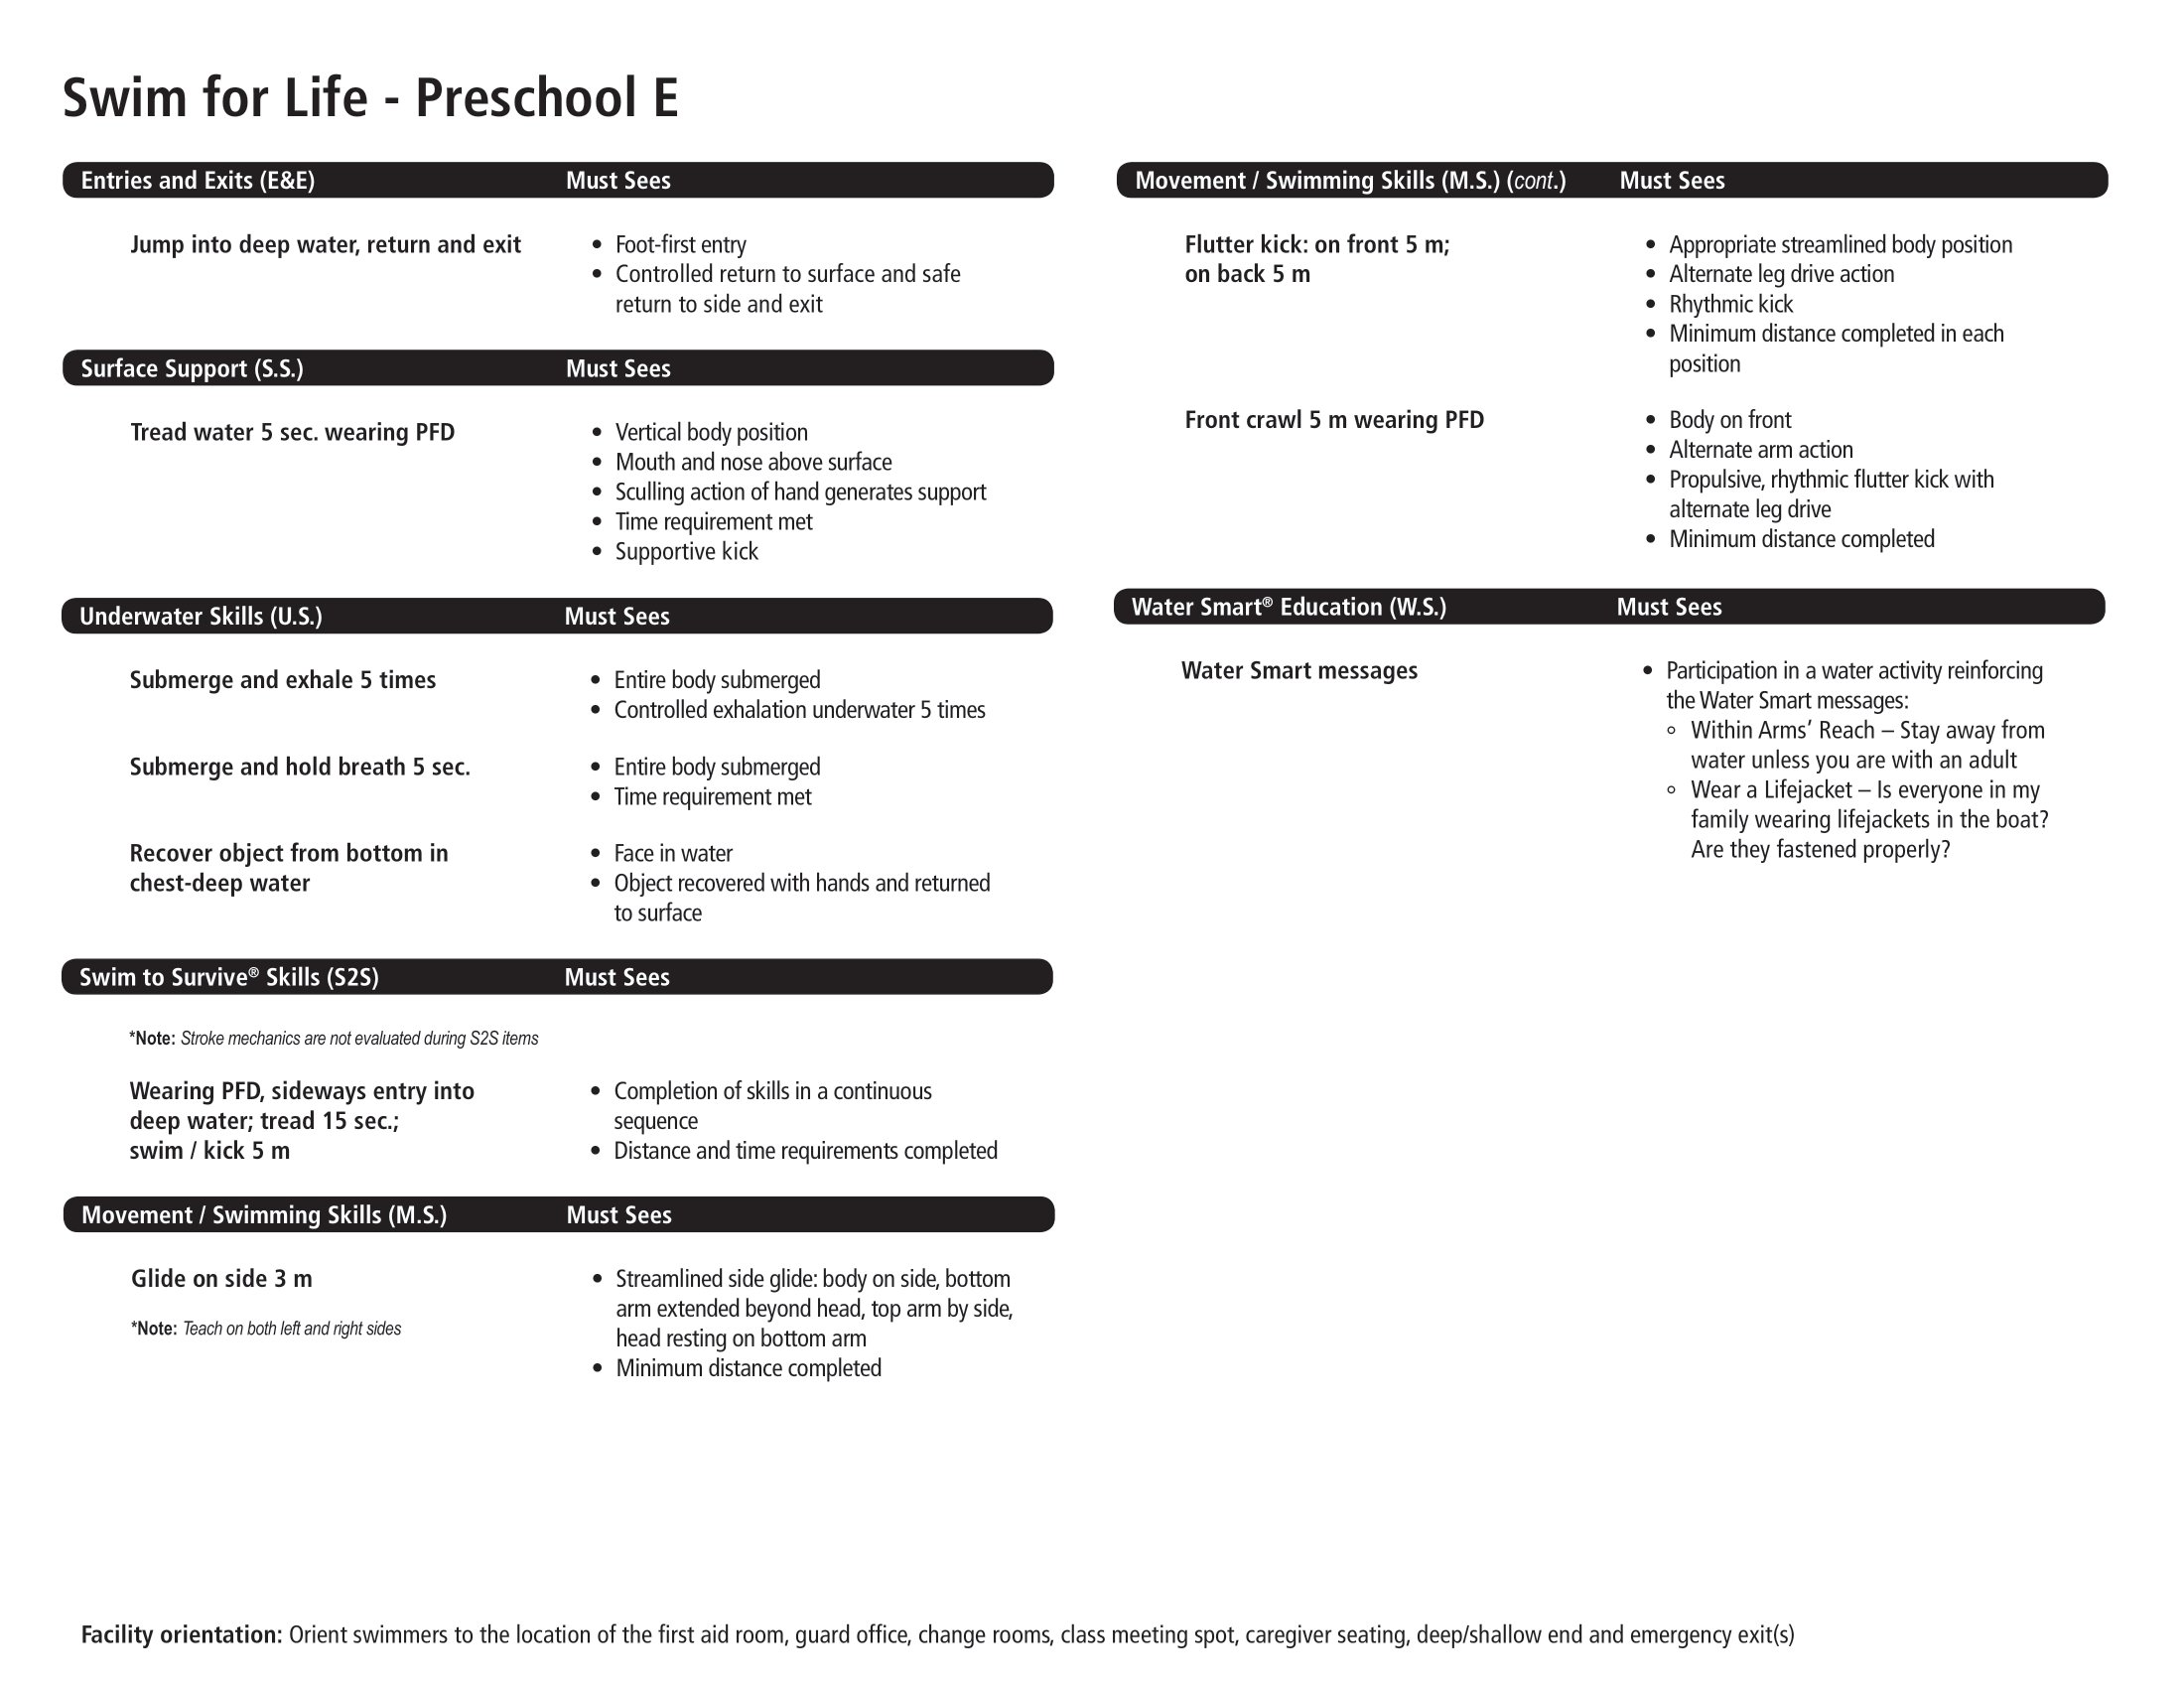 Swim for Life - Preschool E
Entries and Exits (E&E) Must Sees
Jump into deep water, return and exit
• Foot-first entry
• Controlled return to surface and safe
return to side and exit
Surface Support (S.S.) Must Sees
Tread water 5 sec. wearing PFD
• Vertical body position
• Mouth and nose above surface
• Sculling action of hand generates support
• Time requirement met
• Supportive kick
Underwater Skills (U.S.) Must Sees
Submerge and exhale 5 times
• Entire body submerged
• Controlled exhalation underwater 5 times
Submerge and hold breath 5 sec.
• Entire body submerged
• Time requirement met
Recover object from bottom in
chest-deep water
• Face in water
• Object recovered with hands and returned
to surface
Swim to Survive® Skills (S2S) Must Sees
*Note: Stroke mechanics are not evaluated during S2S items
Wearing PFD, sideways entry into
deep water; tread 15 sec.;
swim / kick 5 m
• Completion of skills in a continuous
sequence
• Distance and time requirements completed
Movement / Swimming Skills (M.S.) Must Sees
Glide on side 3 m
*Note: Teach on both left and right sides
• Streamlined side glide: body on side, bottom
arm extended beyond head, top arm by side,
head resting on bottom arm
• Minimum distance completed
Movement / Swimming Skills (M.S.) (cont.) Must Sees
Flutter kick: on front 5 m;
on back 5 m
• Appropriate streamlined body position
• Alternate leg drive action
• Rhythmic kick
• Minimum distance completed in each
position
Front crawl 5 m wearing PFD
• Body on front
• Alternate arm action
• Propulsive, rhythmic flutter kick with
alternate leg drive
• Minimum distance completed
Water Smart® Education (W.S.) Must Sees
Water Smart messages
• Participation in a water activity reinforcing
the Water Smart messages:
◦ Within Arms’ Reach – Stay away from
water unless you are with an adult
◦ Wear a Lifejacket – Is everyone in my
family wearing lifejackets in the boat?
Are they fastened properly?
Facility orientation: Orient swimmers to the location of the first aid room, guard office, change rooms, class meeting spot, caregiver seating, deep/shallow end and emergency exit(s)